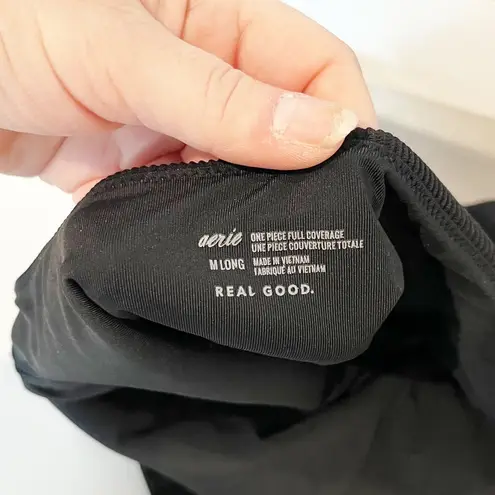 aerie ONE PIECE FULL COVERAGE
UNE PIECE COUVERTURE TOTALE
M LONG MADE IN VIETNAM
FABRIQUÉ AU VIETNAM
REAL GOOD.